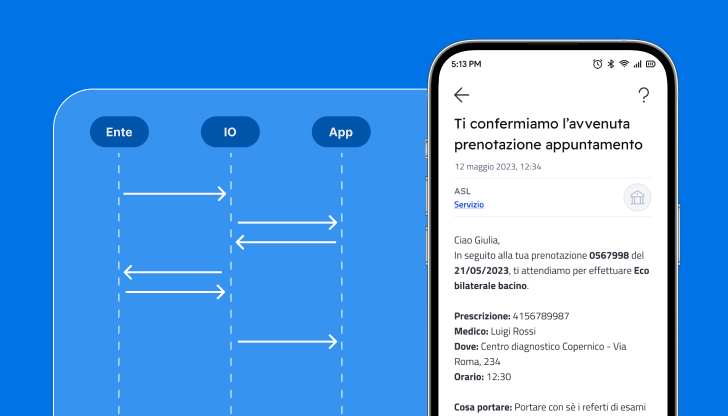 Ente
IO
App
5:13 PM
Ti confermiamo l'avvenuta
prenotazione appuntamento
12 maggio 2023, 12:34
ASL
Servizio
Ciao Giulia,
In seguito alla tua prenotazione 0567998 del
21/05/2023, ti attendiamo per effettuare Eco
bilaterale bacino.
Prescrizione: 4156789987
Medico: Luigi Rossi
Dove: Centro diagnostico Copernico - Via
Roma, 234
Orario: 12:30
Cosa portare: Portare con sè i referti di esami